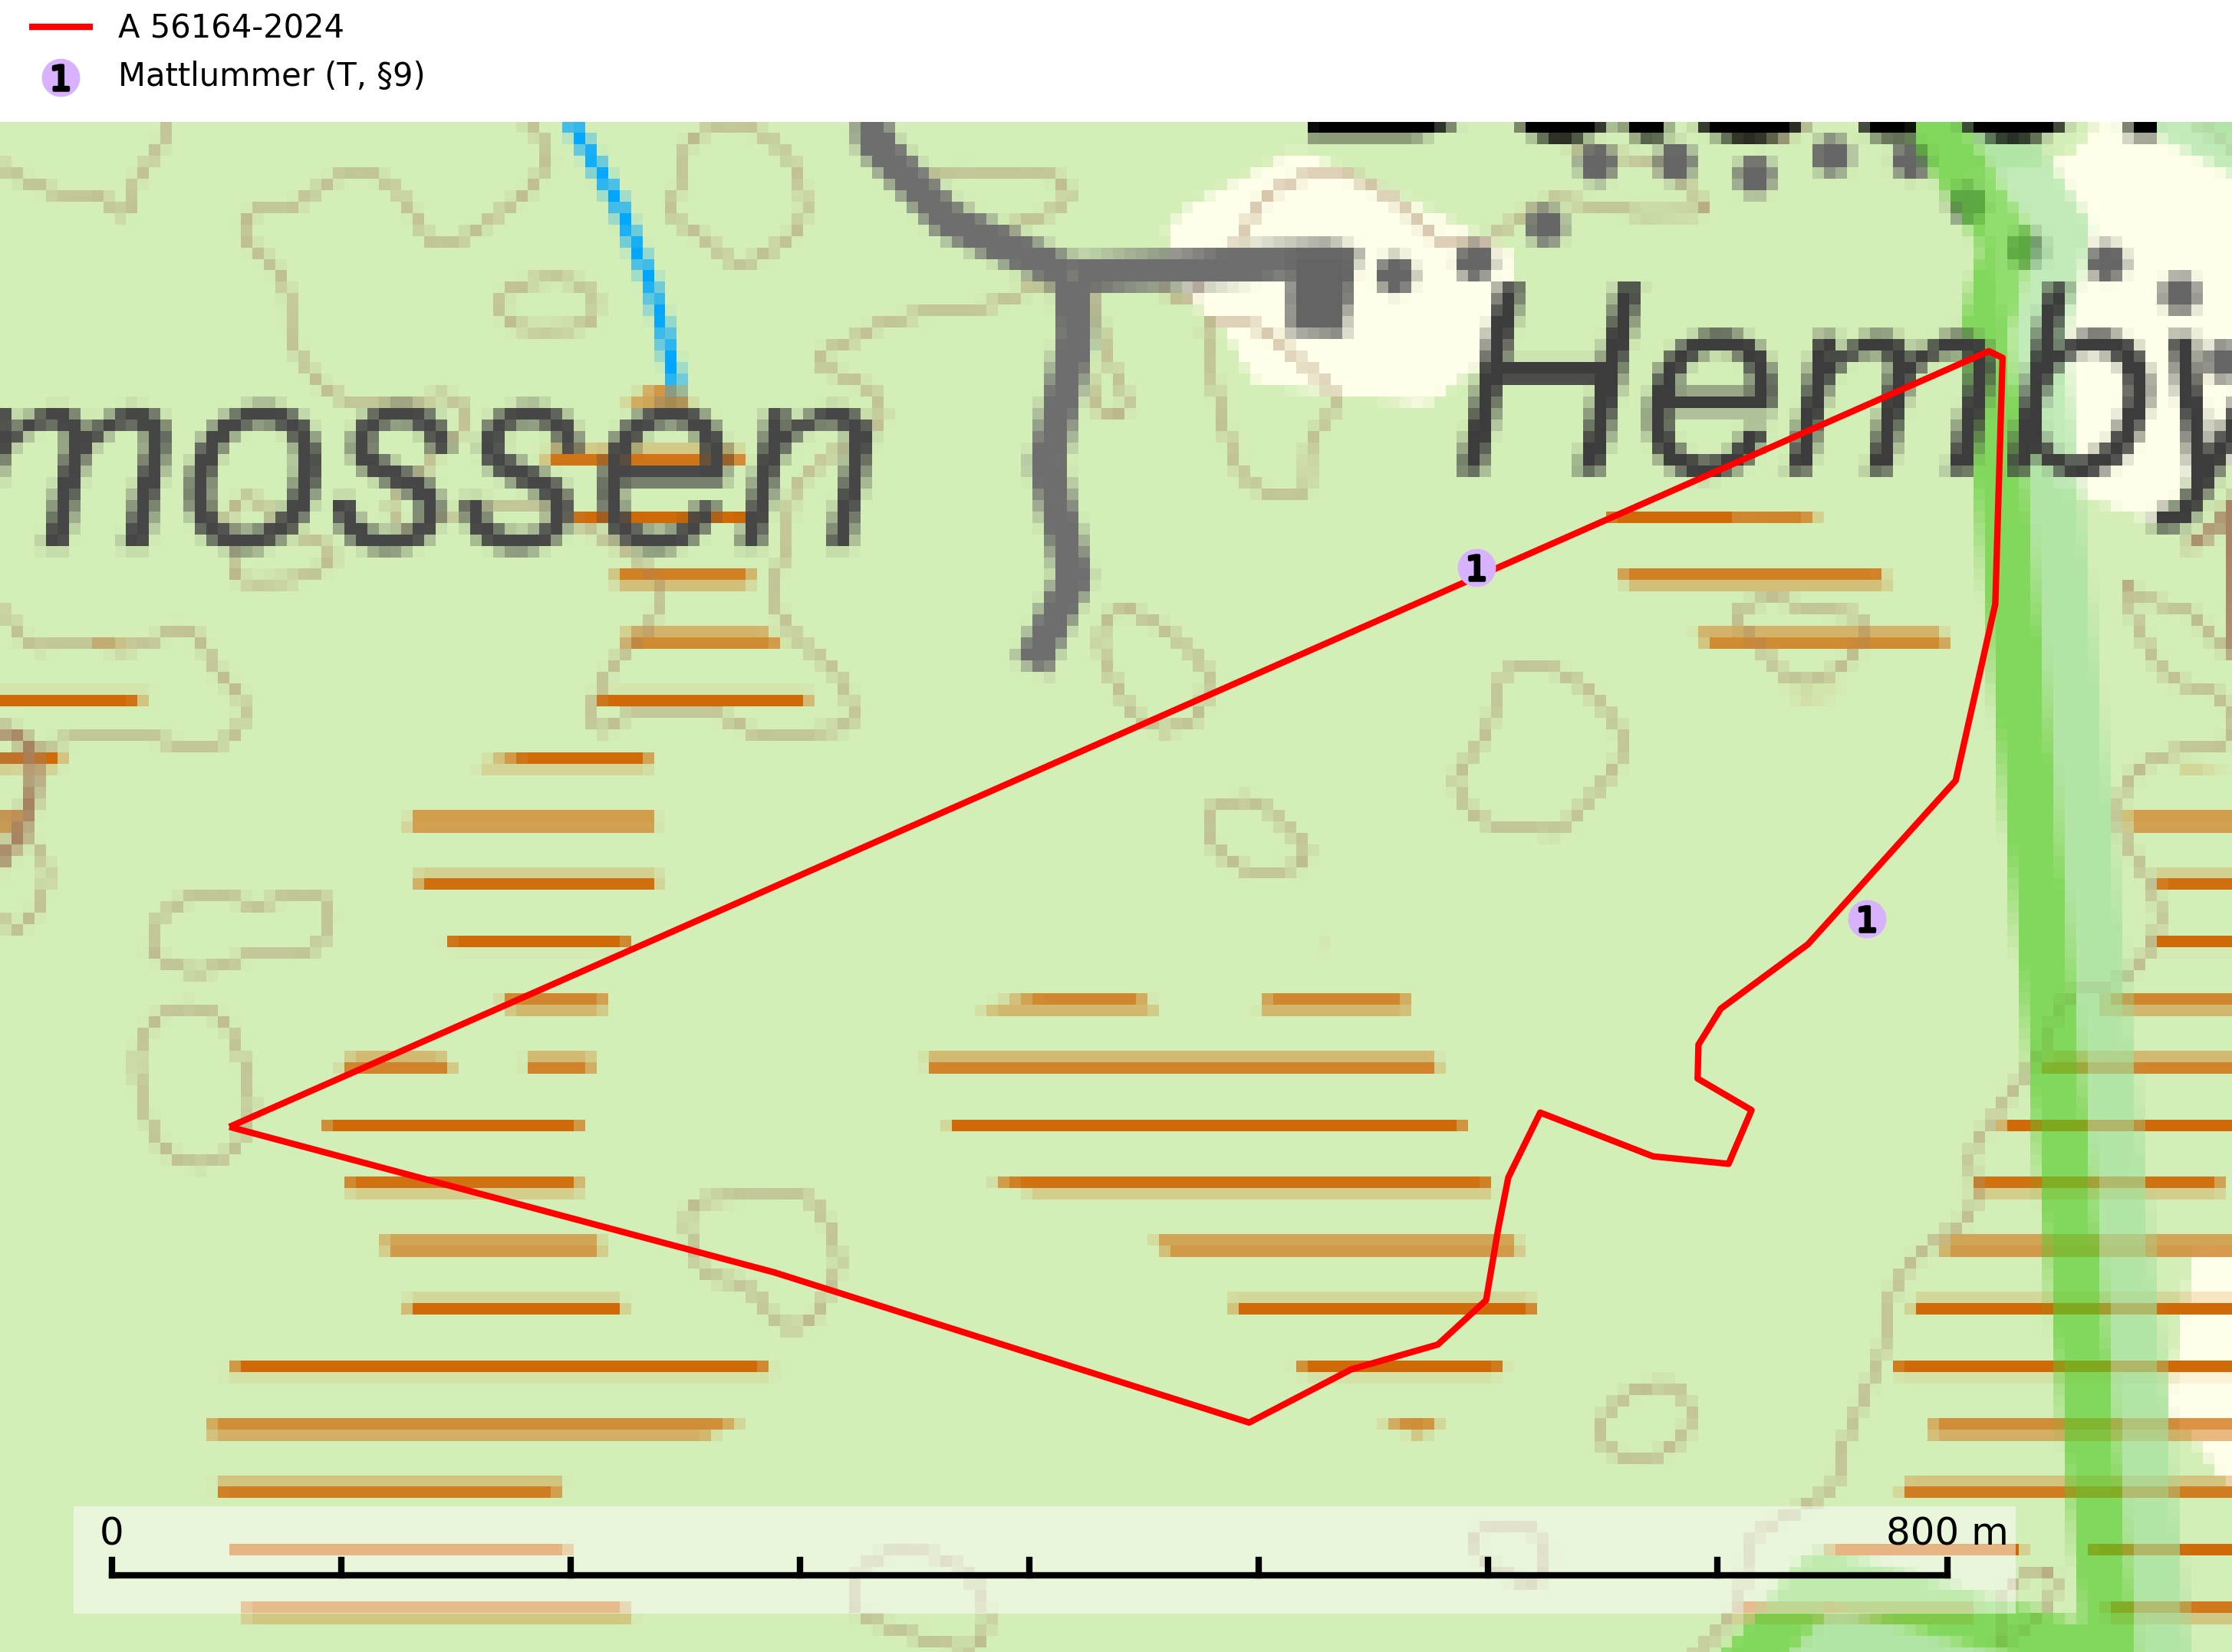 A 56164-2024
1 Mattlummer (T, §9)
Hemby
mossen
1
1
0 800 m